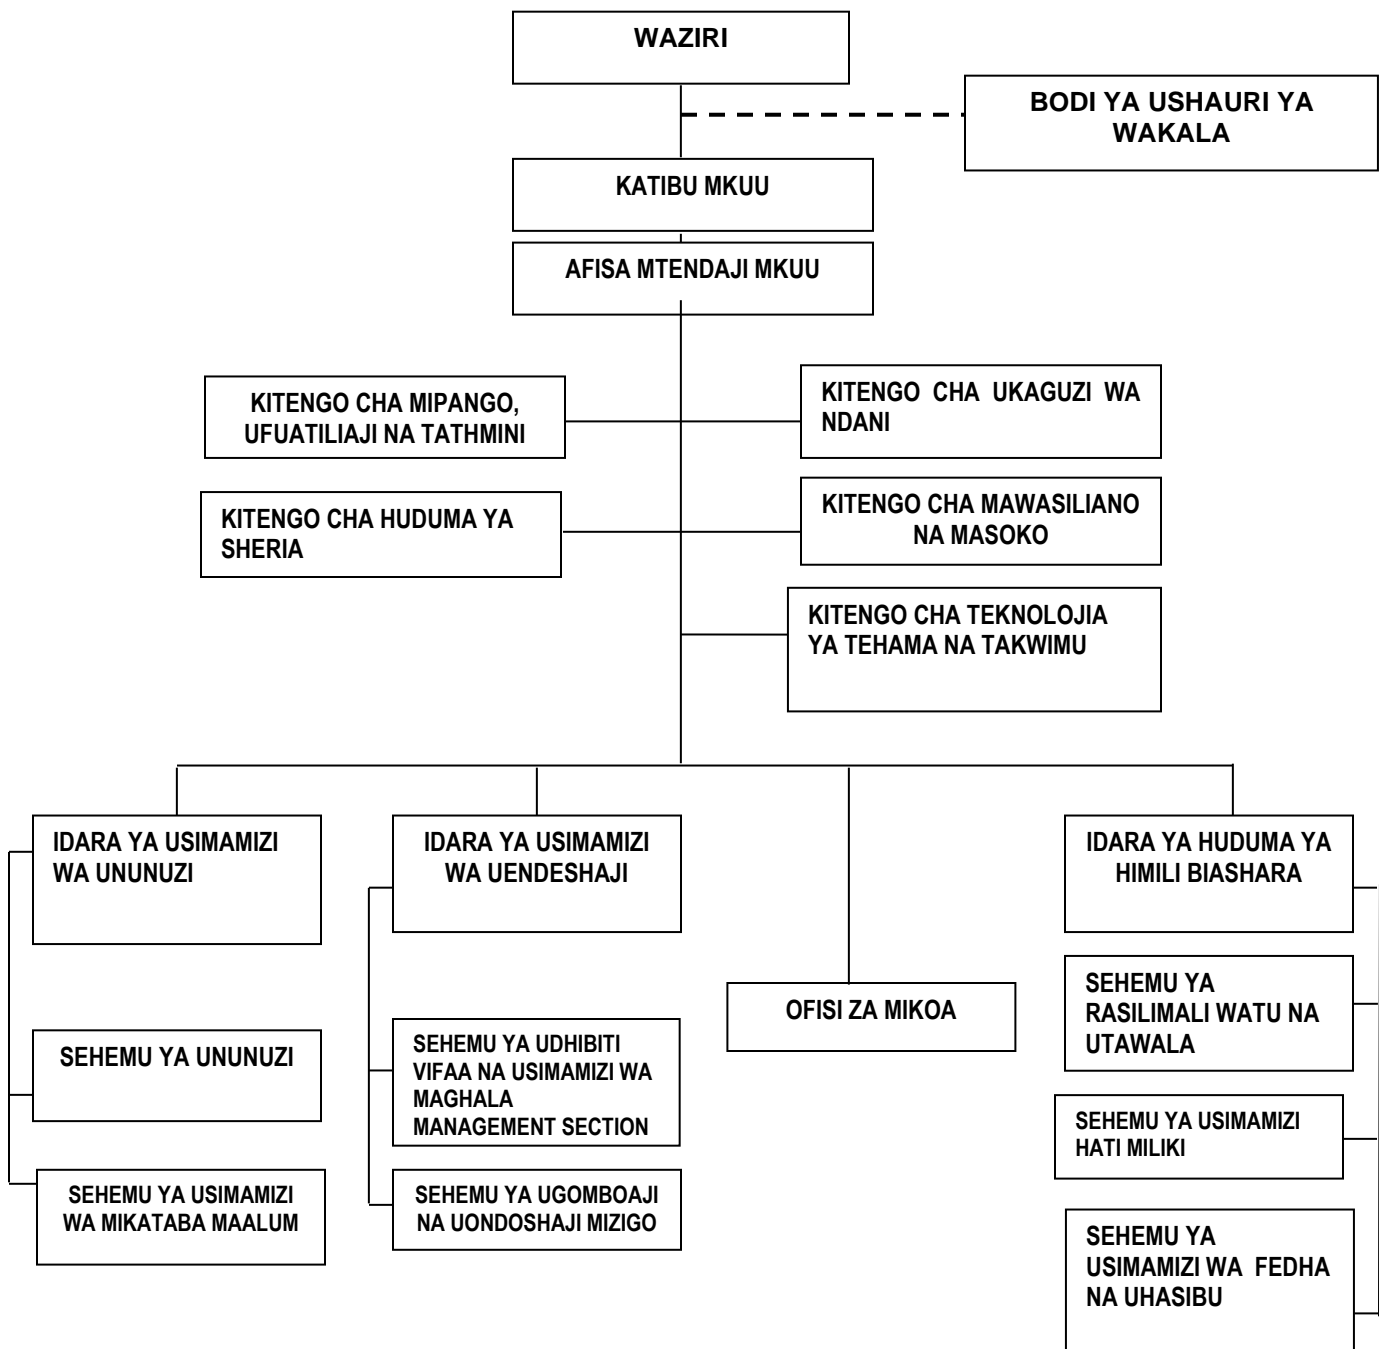 WAZIRI
BODI YA USHAURI YA
WAKALA
KATIBU MKUU
AFISA MTENDAJI MKUU
KITENGO CHA MIPANGO,
UFUATILIAJI NA TATHMINI
KITENGO CHA UKAGUZI WA
NDANI
KITENGO CHA HUDUMA YA
SHERIA
KITENGO CHA MAWASILIANO
NA MASOKO
KITENGO CHA TEKNOLOJIA
YA TEHAMA NA TAKWIMU
IDARA YA USIMAMIZI
WA UNUNUZI
IDARA YA USIMAMIZI
WA UENDESHAJI
IDARA YA HUDUMA YA
HIMILI BIASHARA
OFISI ZA MIKOA
SEHEMU YA UNUNUZI
SEHEMU YA USIMAMIZI
WA MIKATABA MAALUM
SEHEMU YA UDHIBITI
VIFAA NA USIMAMIZI WA
MAGHALA
MANAGEMENT SECTION
SEHEMU YA UGOMBOAJI
NA UONDOSHAJI MIZIGO
SEHEMU YA
RASILIMALI WATU NA
UTAWALA
SEHEMU YA USIMAMIZI
HATI MILIKI
SEHEMU YA
USIMAMIZI WA FEDHA
NA UHASIBU